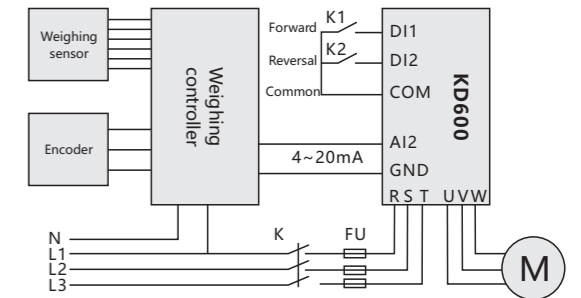 Weighing
sensor
Encoder
Weighing
controller
Forward
K1
Reversal
K2
Common
DI1
DI2
COM
KD600
AI2
4~20mA
GND
R S T
U V W
N
L1
L2
L3
K
FU
M